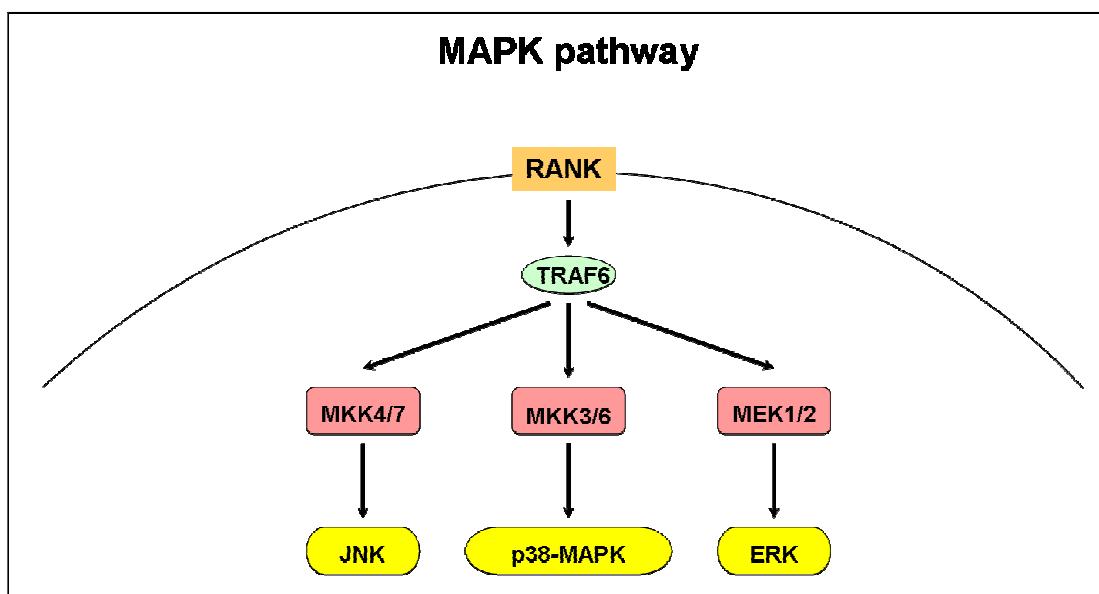 MAPK pathway
RANK
TRAF6
MKK4/7
MKK3/6
MEK1/2
JNK
p38-MAPK
ERK